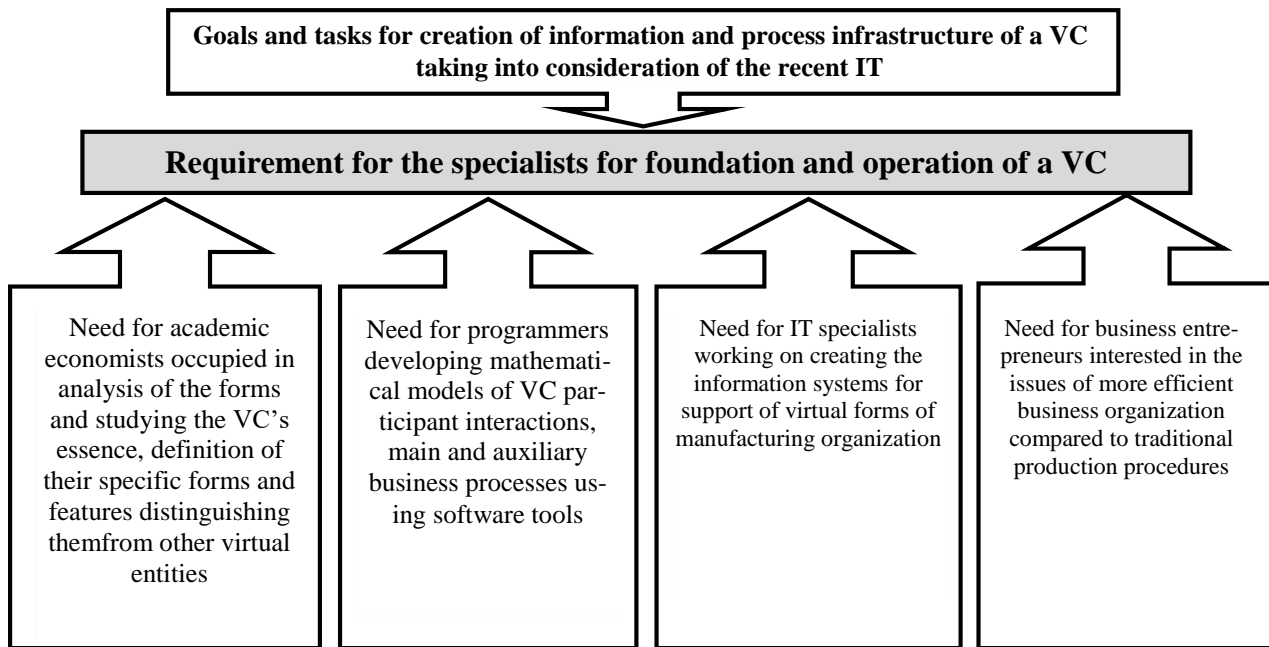 Goals and tasks for creation of information and process infrastructure of a VC
taking into consideration of the recent IT
Requirement for the specialists for foundation and operation of a VC
Need for academic
economists occupied in
analysis of the forms
and studying the VC's
essence, definition of
their specific forms and
features distinguishing
themfrom other virtual
entities
Need for programmers
developing mathemati-
cal models of VC par-
ticipant interactions,
main and auxiliary
business processes us-
ing software tools
Need for IT specialists
working on creating the
information systems for
support of virtual forms of
manufacturing organization
Need for business entre-
preneurs interested in the
issues of more efficient
business organization
compared to traditional
production procedures